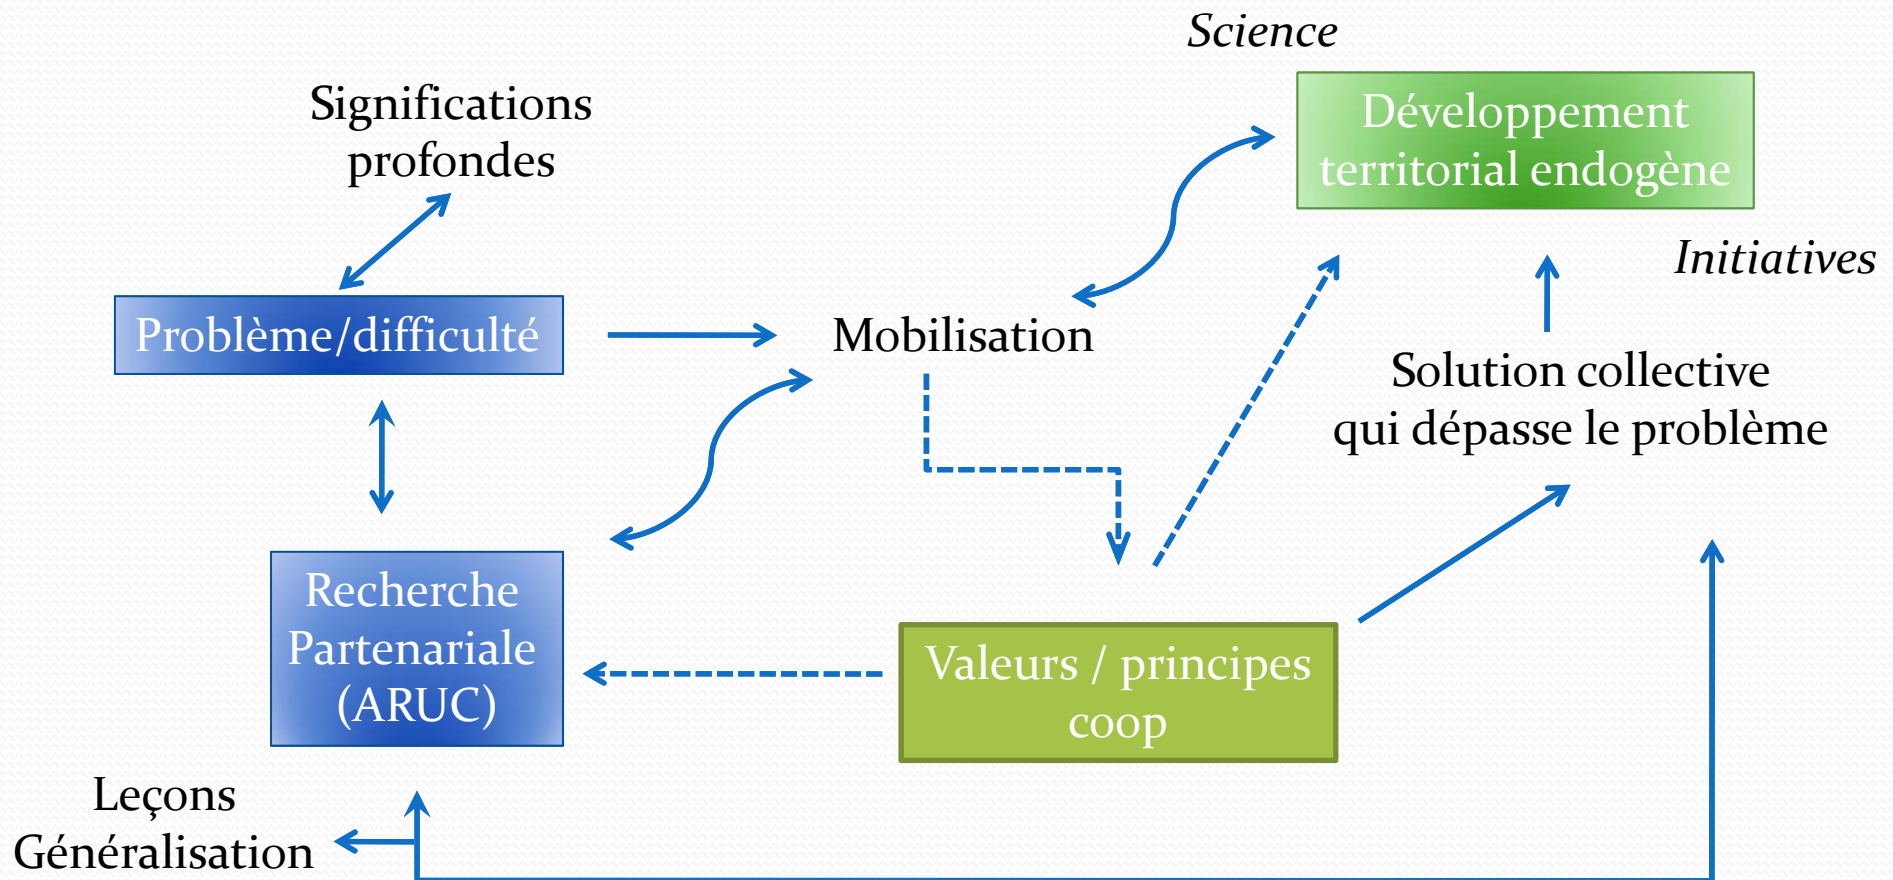 Science
Significations
profondes
Développement
territorial endogène
Initiatives
Problème/difficulté
Mobilisation
Solution collective
qui dépasse le problème
Recherche
Partenariale
(ARUC)
Valeurs / principes
coop
Leçons
Généralisation